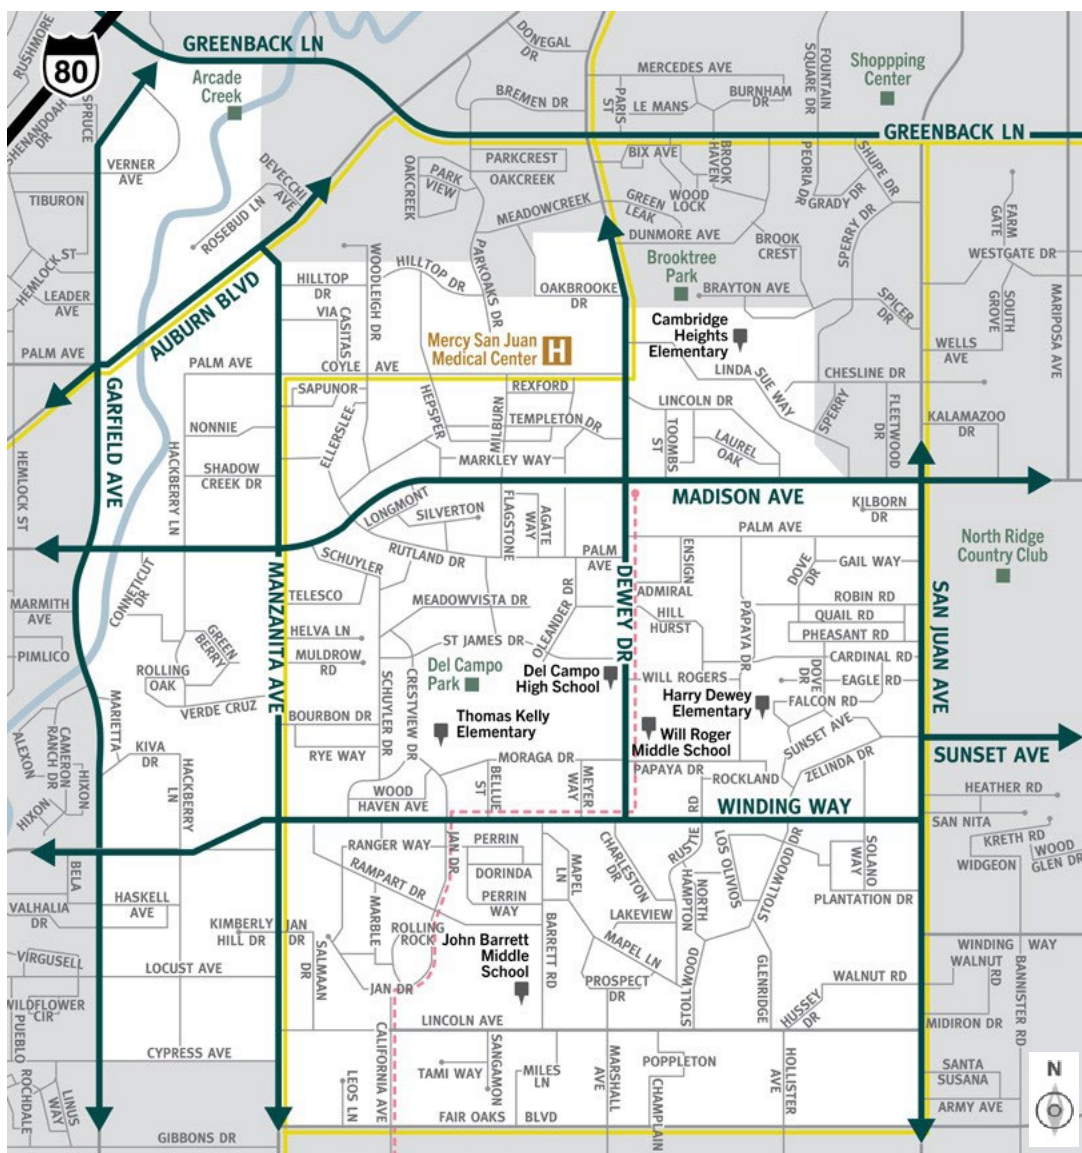 RUSHMORE
80
GREENBACK LN
Arcade
Creek
SHENANDOAH
DR
SPRUCE
VERNER
AVE
TIBURON
HEMLOCK ST
LEADER
AVE
PALM AVE
DEVECCHI
AVE
ROSEBUD LN
AUBURN BLVD
GARFIELD AVE
DONEGAL
DR
BREMEN DR
MERCEDES AVE
PARIS
ST
LE MANS
BURNHAM
DR
FOUNTAIN
SQUARE DR
Shoppping
Center
GREENBACK LN
PARKCREST
OAKCREEK
OAKCREEK
PARK
VIEW
BIX AVE
BROOK
HAVEN
WOOD
LOCK
PEORIA DR
GRADY DR
SHUPE DR
SPERRY DR
MEADOWCREEK
GREEN
LEAK
DUNMORE AVE
BROOK
CREST
FARM
GATE
WESTGATE DR
SOUTH
GROVE
MARIPOSA AVE
HILLTOP
DR
WOODLEIGH DR
HILLTOP DR
PARKOAKS DR
OAKBROOKE
DR
Brooktree
Park
BRAYTON AVE
SPICER
DR
VIA
CASITAS
Mercy San Juan
Medical Center
H
Cambridge
Heights
Elementary
WELLS
AVE
PALM AVE
COYLE AVE
SAPUNOR
REXFORD
LINDA
SUE WAY
CHESLINE DR
SPERRY
FLEETWOOD
DR
KALAMAZOO
DR
NONNIE
ELLERSLEE
HEPSPER
MILBURN
TEMPLETON DR
LINCOLN DR
TOOMBS
ST
LAUREL
OAK
HEMLOCK ST
HACKBERRY LN
SHADOW
CREEK DR
MARKLEY WAY
MADISON AVE
KILBORN
DR
LONGMONT
SILVERTON
FLAGSTONE
AGATE
WAY
PALM AVE
North Ridge
Country Club
SCHUYLER
RUTLAND DR
PALM
AVE
ENSIGN
DOVE
DR
GAIL WAY
CONNETICUT
DR
MANZANITA AVE
TELESCO
MEADOWVISTA DR
OLEANDER DR
DEWEY DR
ADMIRAL
ROBIN RD
SAN JUAN AVE
MARMITH
AVE
PIMLICO
GREEN
BERRY
ROLLING
OAK
HELVA LN
MULDROW
RD
ST JAMES DR
HILL
HURST
PAPAYA DR
QUAIL RD
PHEASANT RD
CARDINAL RD
Del Campo
Park
CRESTVIEW DR
SCHUYLER DR
Del Campo
High School
WILL ROGERS
DOVE
DR
EAGLE RD
FALCON RD
VERDE CRUZ
Harry Dewey
Elementary
MARIETTA
BOURBON DR
Thomas Kelly
Elementary
Will Roger
Middle School
SUNSET AVE
SUNSET AVE
ALEXON
CAMERON
RANCH DR
HIXON
HIXON
KIVA
DR
HACKBERRY
LN
RYE WAY
MORAGA DR
BELLUE
ST
MEYER
WAY
PAPAYA DR
ROCKLAND
ZELINDA DR
WOOD
HAVEN AVE
WINDING WAY
HEATHER RD
SAN NITA
KRETH RD
WOOD
GLEN DR
WIDGEON
BELA
RANGER WAY
JAN DR
PERRIN
DORINDA
PERRIN
WAY
MAPEL
LN
CHARLESTON
DR
RUSTIE
RD
LOS OLIVIOS
STOLLWOOD DR
SOLANO
WAY
PLANTATION DR
RAMPART DR
VALHALIA
DR
HASKELL
AVE
KIMBERLY
HILL DR
JAN
DR
SALMAAN
DR
MARBLE
ROLLING
ROCK
BARRETT RD
LAKEVIEW
MAPEL LN
NORTH
HAMPTON
STOLLWOOD
WINDING WAY
WALNUT
RD
BANNISTER RD
VIRGUSELL
John Barrett
Middle
School
LOCUST AVE
JAN DR
PROSPECT
DR
GLENRIDGE
HUSSEY
DR
WALNUT RD
WILDFLOWER
CIR
PUEBLO
LINCOLN AVE
MIDIRON DR
CYPRESS AVE
CALIFORNIA AVE
SANGAMON
TAMI WAY
MILES
LN
MARSHALL
AVE
POPPLETON
CHAMPLAIN
HOLLISTER
AVE
SANTA
SUSANA
N
ROCHDALE
LINUS
WAY
LEOS LN
FAIR OAKS BLVD
ARMY AVE
GIBBONS DR